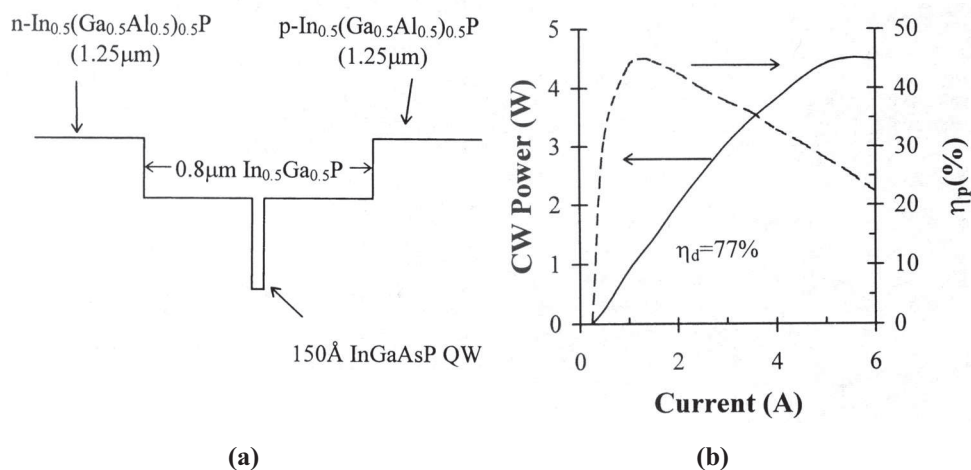 n-In₀.₅(Ga₀.₅Al₀.₅)₀.₅P
(1.25μm)
p-In₀.₅(Ga₀.₅Al₀.₅)₀.₅P
(1.25μm)
0.8μm In₀.₅Ga₀.₅P
150Å InGaAsP QW
(a)
5
4
3
2
1
0
CW Power (W)
50
40
30
20
10
0
ηₚ(%)
η_d=77%
0 2 4 6
Current (A)
(b)